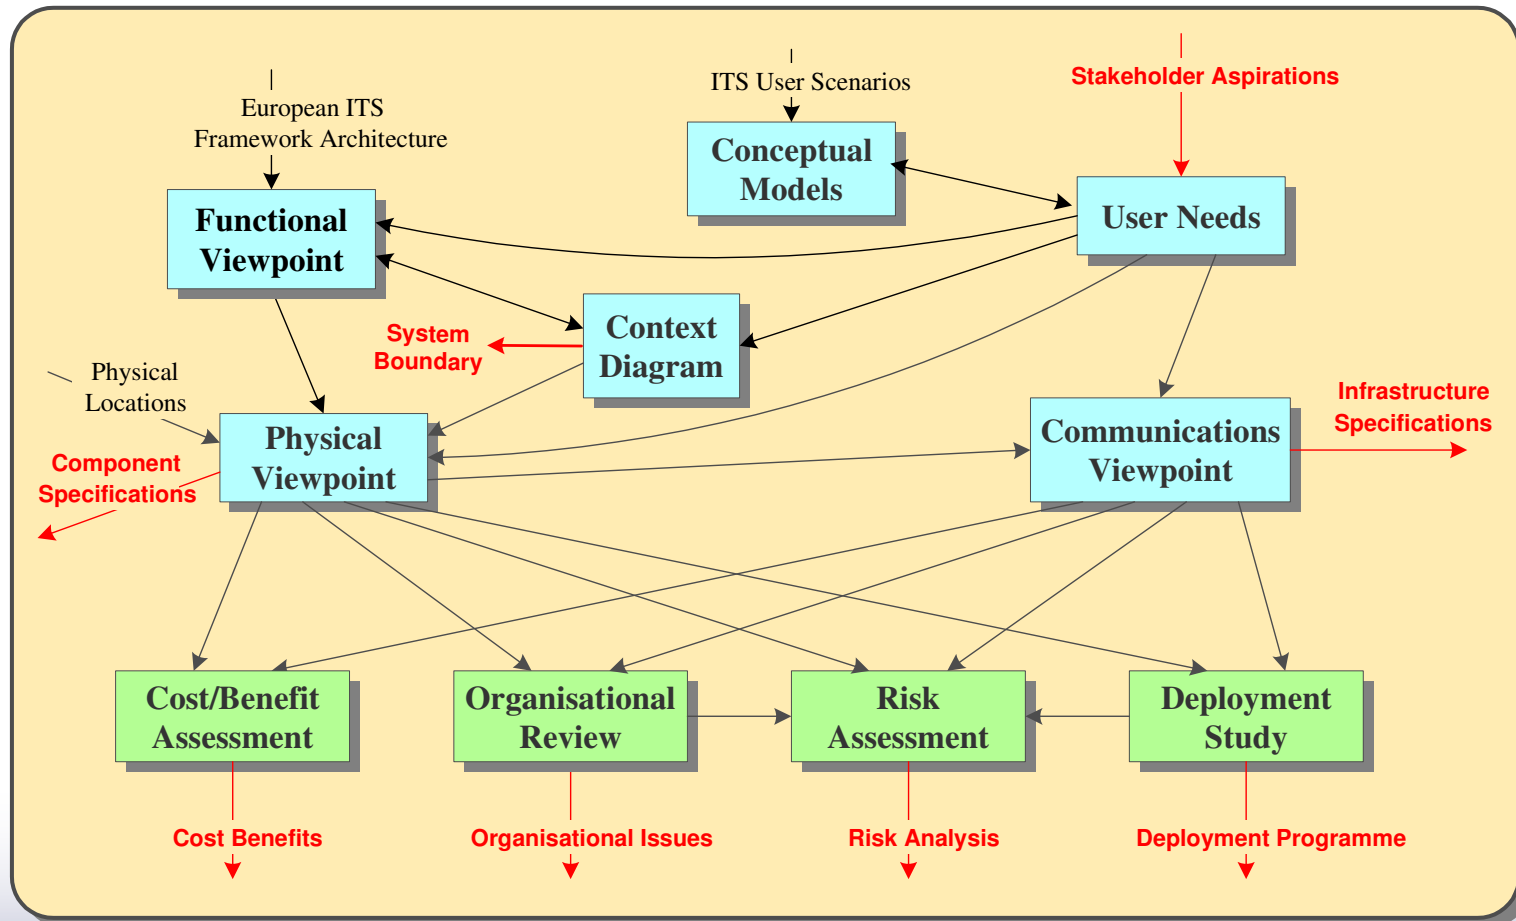 Stakeholder Aspirations
ITS User Scenarios
European ITS
Framework Architecture
Conceptual
Models
User Needs
Functional
Viewpoint
Context
Diagram
System
Boundary
Physical
Locations
Infrastructure
Specifications
Physical
Viewpoint
Communications
Viewpoint
Component
Specifications
Cost/Benefit
Assessment
Organisational
Review
Risk
Assessment
Deployment
Study
Cost Benefits
Organisational Issues
Risk Analysis
Deployment Programme